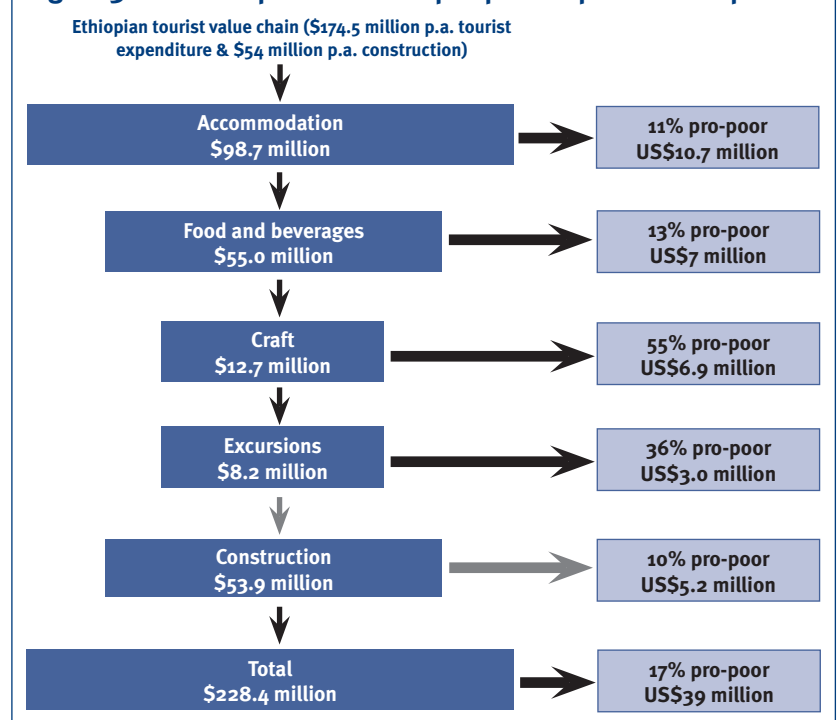 Ethiopian tourist value chain ($174.5 million p.a. tourist
expenditure & $54 million p.a. construction)
Accommodation
$98.7 million
11% pro-poor
US$10.7 million
Food and beverages
$55.0 million
13% pro-poor
US$7 million
Craft
$12.7 million
55% pro-poor
US$6.9 million
Excursions
$8.2 million
36% pro-poor
US$3.0 million
Construction
$53.9 million
10% pro-poor
US$5.2 million
Total
$228.4 million
17% pro-poor
US$39 million